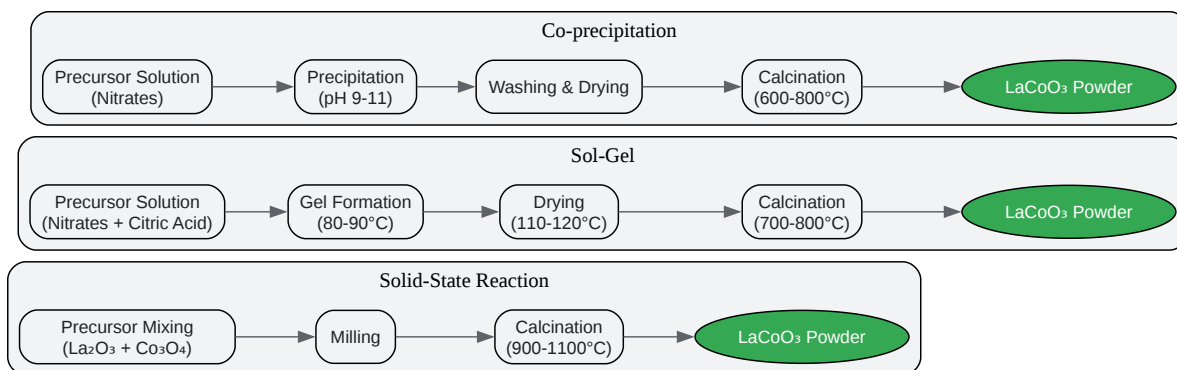 Co-precipitation
Precursor Solution
(Nitrates)
Precipitation
(pH 9-11)
Washing & Drying
Calcination
(600-800°C)
LaCoO₃ Powder
Sol-Gel
Precursor Solution
(Nitrates + Citric Acid)
Gel Formation
(80-90°C)
Drying
(110-120°C)
Calcination
(700-800°C)
LaCoO₃ Powder
Solid-State Reaction
Precursor Mixing
(La₂O₃ + Co₃O₄)
Milling
Calcination
(900-1100°C)
LaCoO₃ Powder